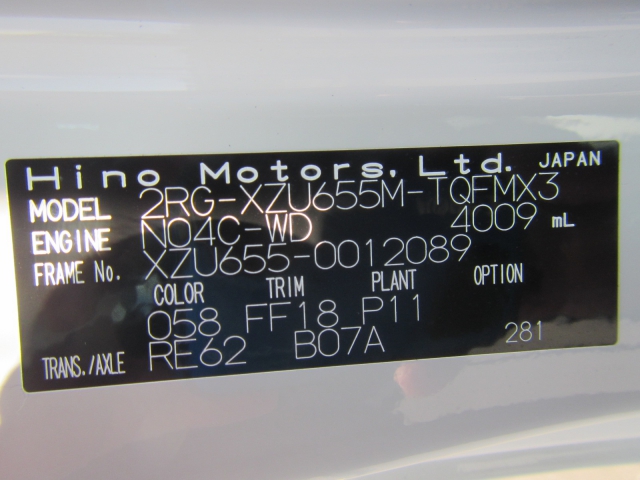 Hino Motors, Ltd. JAPAN
MODEL 2RG-XZU655M-TQFMX3
ENGINE N04C-WD 4009 mL
FRAME No. XZU655-0012089
COLOR TRIM PLANT OPTION
058 FF18 P11
TRANS./AXLE RE62 B07A 281